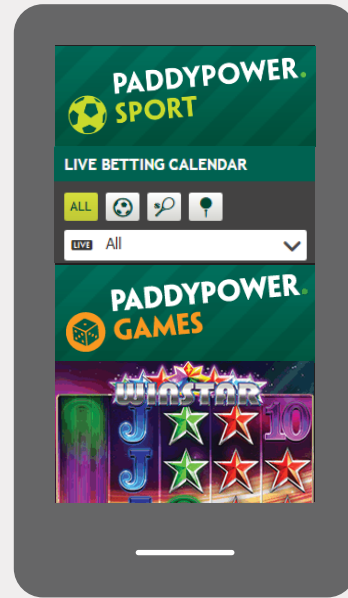 PADDYPOWER.
SPORT
LIVE BETTING CALENDAR
ALL
LIVE All
PADDYPOWER.
GAMES
WINSTAR
J 10
J